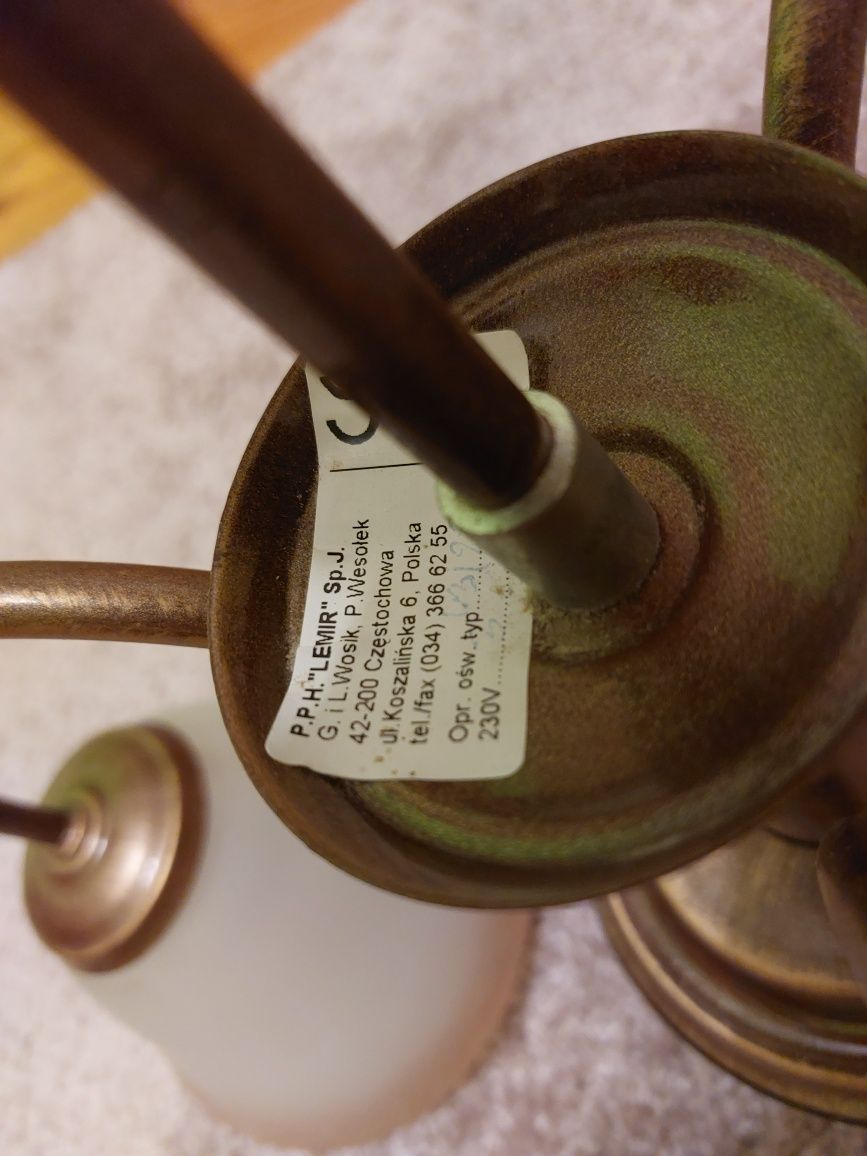 P.P.H."LEMIR" Sp.J.
G. i L.Wosik, P.Wesołek
42-200 Częstochowa
ul.Koszalińska 6, Polska
tel./fax (034) 366 62 55
Opr. ośw. typ
230V